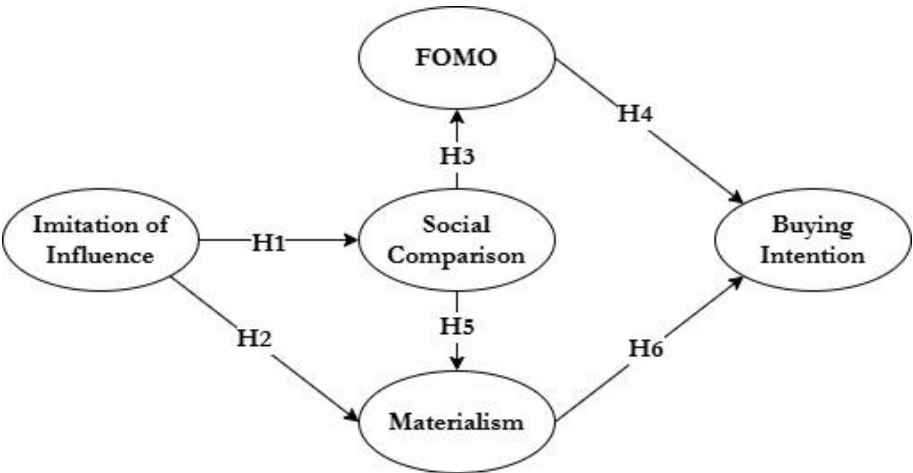 FOMO
H4
H3
Imitation of
Influence
H1
Social
Comparison
Buying
Intention
H2
H5
H6
Materialism